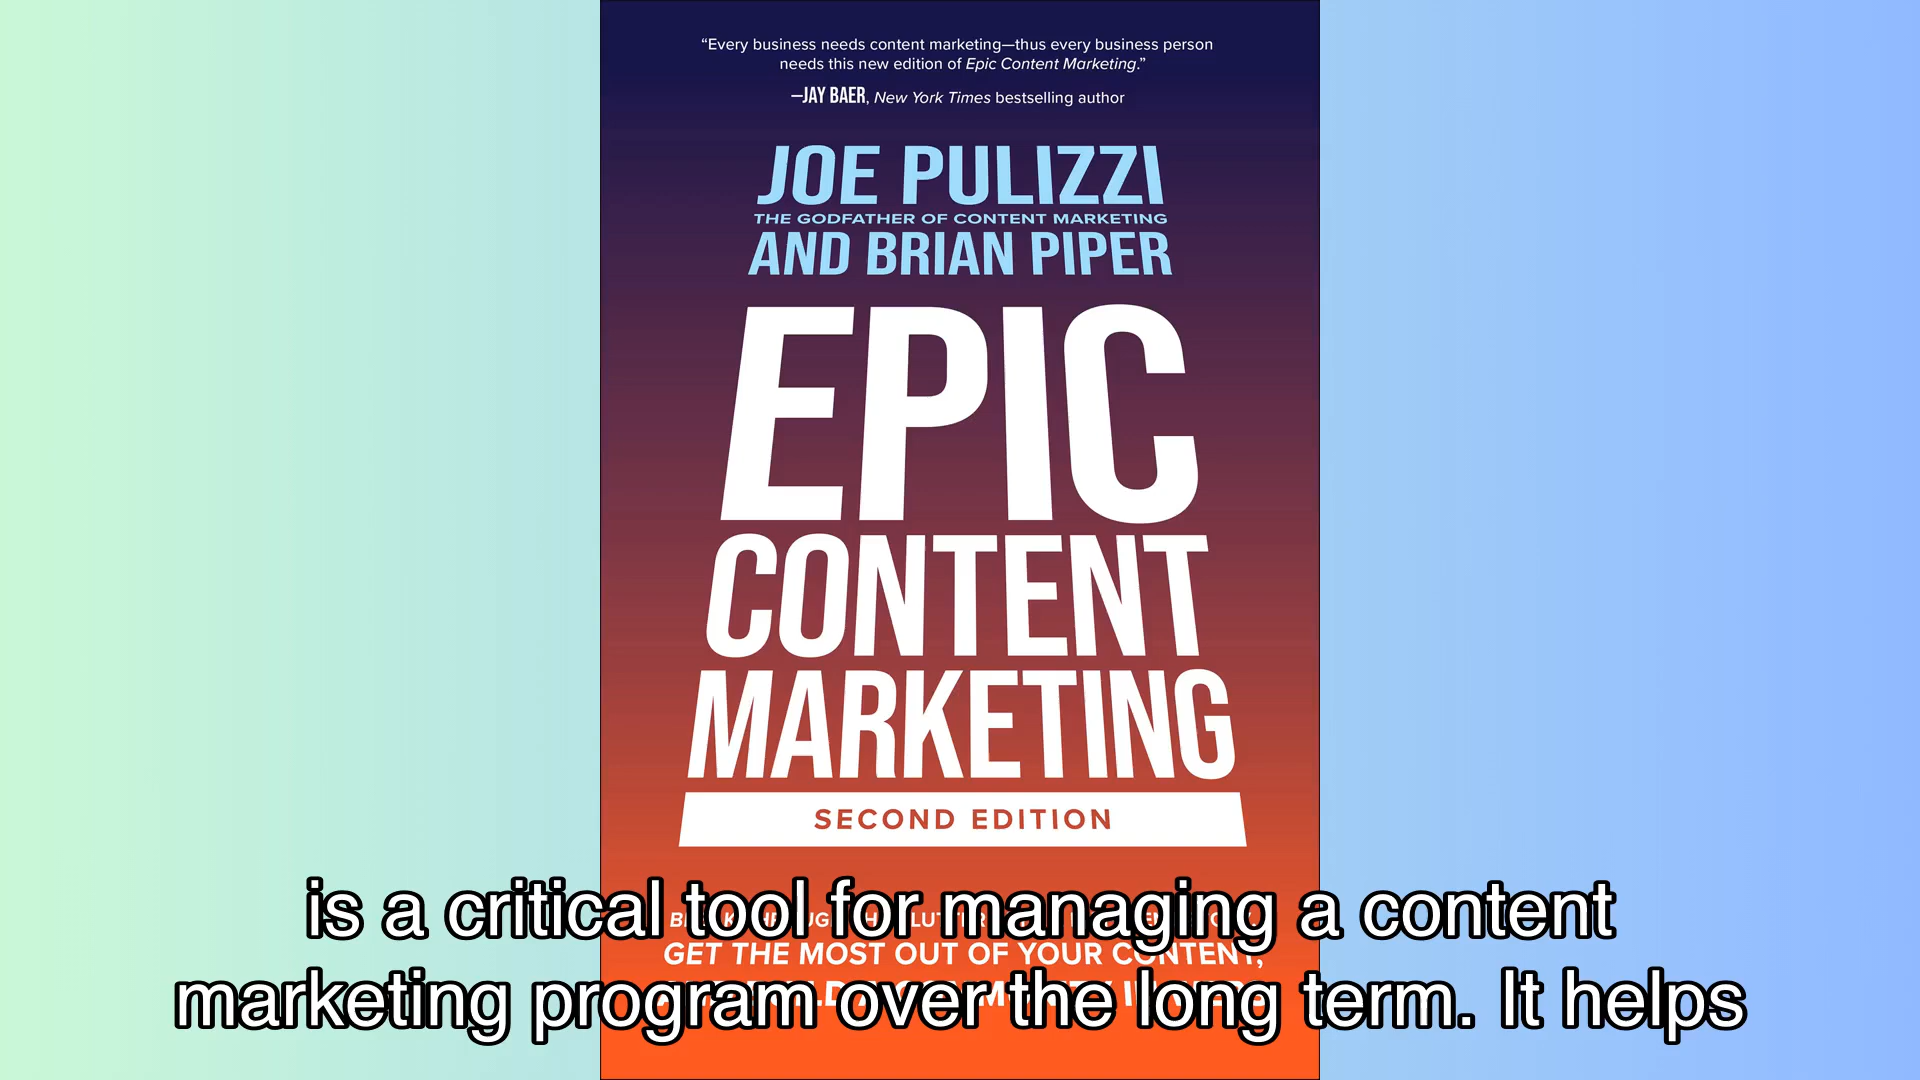 “Every business needs content marketing—thus every business person
needs this new edition of Epic Content Marketing.”
—JAY BAER, New York Times bestselling author
JOE PULIZZI
THE GODFATHER OF CONTENT MARKETING
AND BRIAN PIPER
EPIC
CONTENT
MARKETING
SECOND EDITION
is a critical tool for managing a content
GET THE MOST OUT OF YOUR CONTENT,
marketing program over the long term. It helps